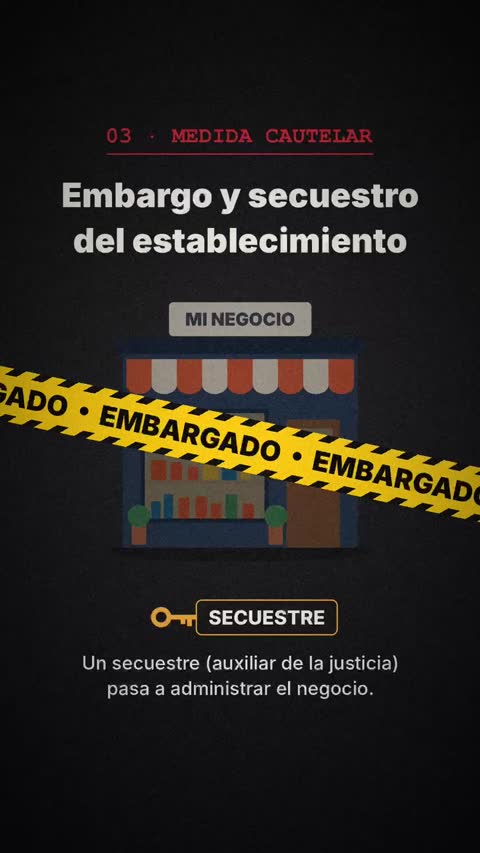 03 · MEDIDA CAUTELAR
Embargo y secuestro
del establecimiento
MI NEGOCIO
GADO • EMBARGADO • EMBARGADO
SECUESTRE
Un secuestre (auxiliar de la justicia)
pasa a administrar el negocio.